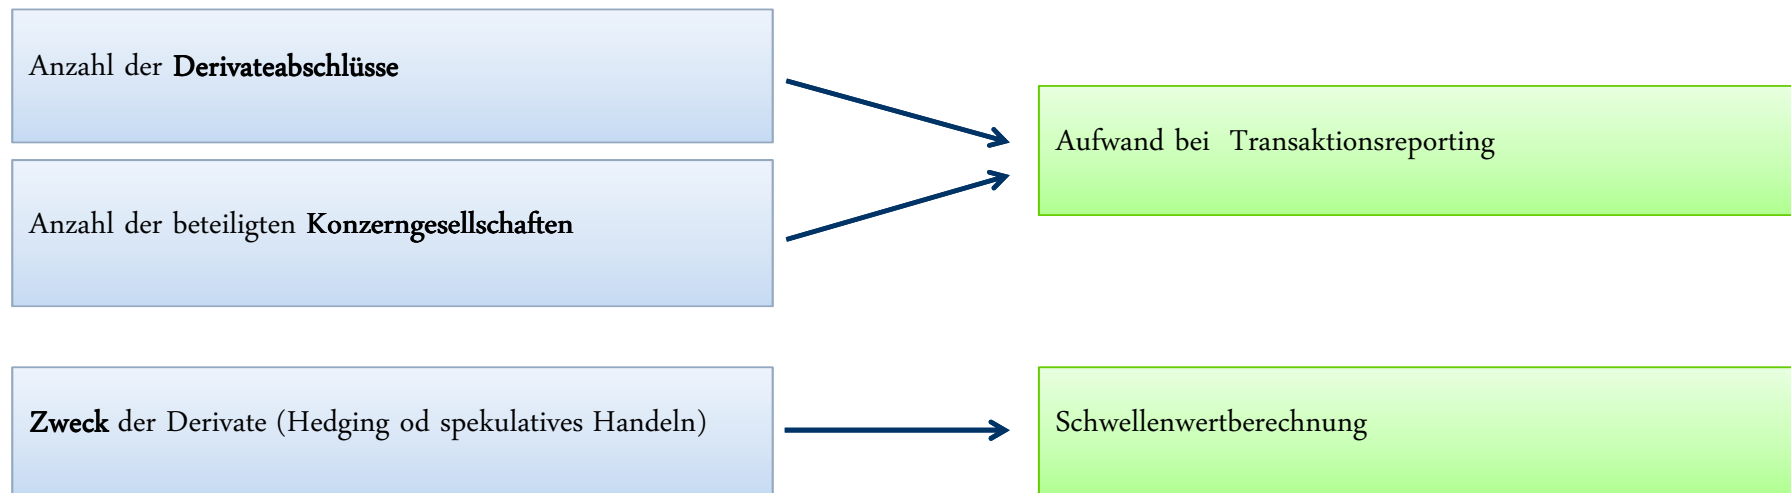 Anzahl der Derivateabschlüsse
Aufwand bei Transaktionsreporting
Anzahl der beteiligten Konzerngesellschaften
Zweck der Derivate (Hedging od spekulatives Handeln)
Schwellenwertberechnung